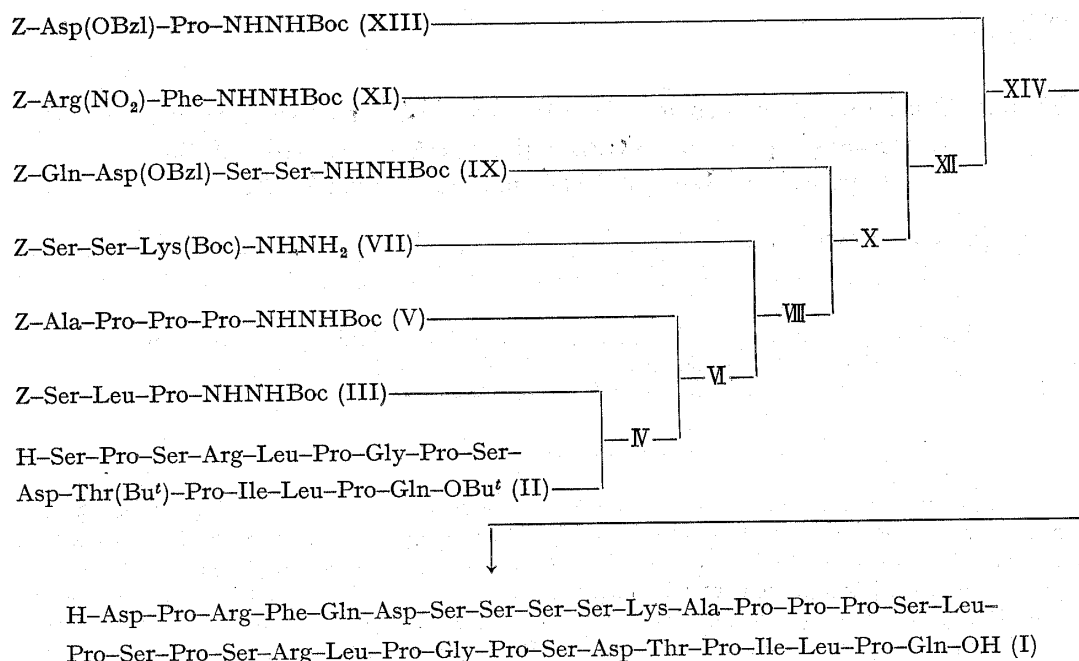 Z–Asp(OBzl)–Pro–NHNHBoc (XIII)
XIV
Z–Arg(NO₂)–Phe–NHNHBoc (XI)
XII
Z–Gln–Asp(OBzl)–Ser–Ser–NHNHBoc (IX)
X
Z–Ser–Ser–Lys(Boc)–NHNH₂ (VII)
VIII
Z–Ala–Pro–Pro–Pro–NHNHBoc (V)
VI
Z–Ser–Leu–Pro–NHNHBoc (III)
IV
H–Ser–Pro–Ser–Arg–Leu–Pro–Gly–Pro–Ser–
Asp–Thr(Buᵗ)–Pro–Ile–Leu–Pro–Gln–OBuᵗ (II)
H–Asp–Pro–Arg–Phe–Gln–Asp–Ser–Ser–Ser–Ser–Lys–Ala–Pro–Pro–Pro–Ser–Leu–
Pro–Ser–Pro–Ser–Arg–Leu–Pro–Gly–Pro–Ser–Asp–Thr–Pro–Ile–Leu–Pro–Gln–OH (I)